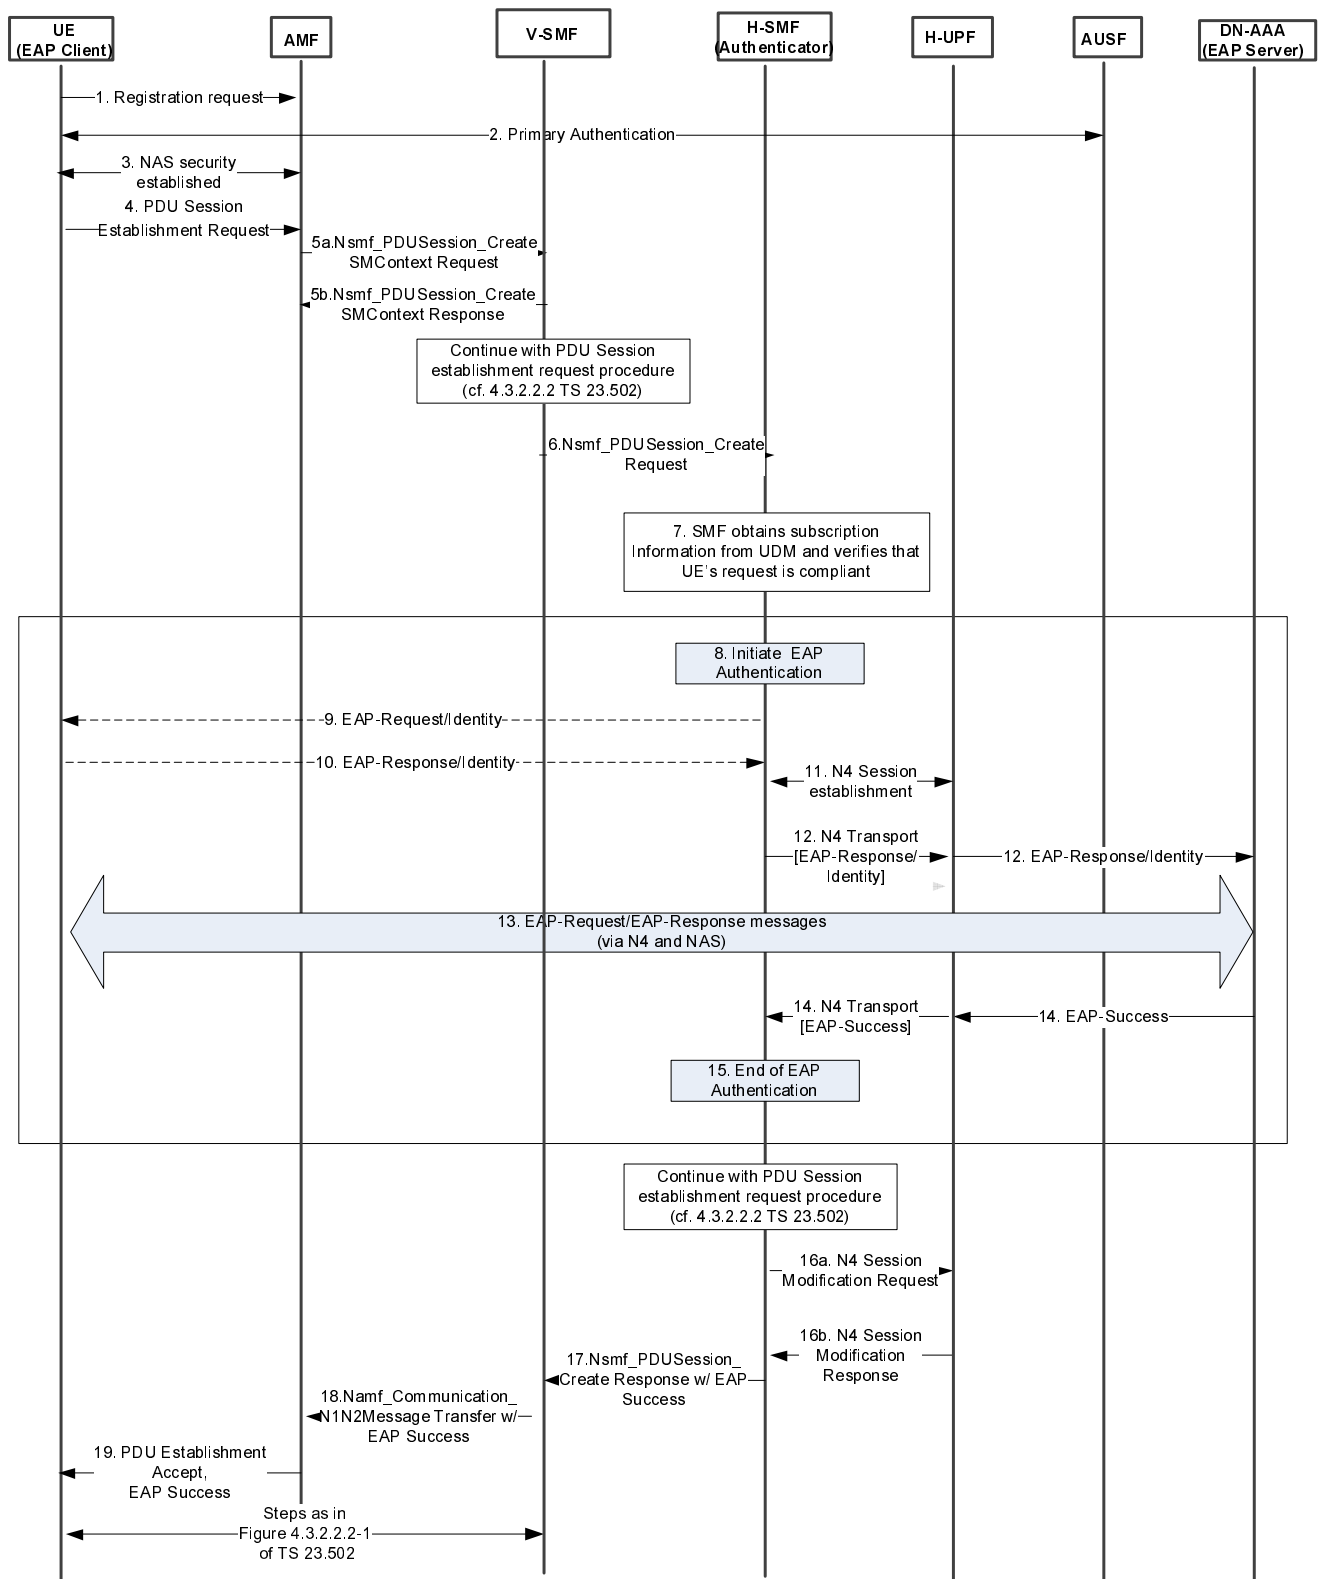 UE
(EAP Client)
AMF
V-SMF
H-SMF
(Authenticator)
H-UPF
AUSF
DN-AAA
(EAP Server)
1. Registration request
2. Primary Authentication
3. NAS security
established
4. PDU Session
Establishment Request
5a.Nsmf_PDUSession_Create
SMContext Request
5b.Nsmf_PDUSession_Create
SMContext Response
Continue with PDU Session
establishment request procedure
(cf. 4.3.2.2.2 TS 23.502)
6.Nsmf_PDUSession_Create
Request
7. SMF obtains subscription
Information from UDM and verifies that
UE's request is compliant
8. Initiate EAP
Authentication
9. EAP-Request/Identity
10. EAP-Response/Identity
11. N4 Session
establishment
12. N4 Transport
[EAP-Response/
Identity]
12. EAP-Response/Identity
13. EAP-Request/EAP-Response messages
(via N4 and NAS)
14. N4 Transport
[EAP-Success]
14. EAP-Success
15. End of EAP
Authentication
Continue with PDU Session
establishment request procedure
(cf. 4.3.2.2.2 TS 23.502)
16a. N4 Session
Modification Request
16b. N4 Session
Modification
Response
17.Nsmf_PDUSession_
Create Response w/ EAP
Success
18.Namf_Communication_
N1N2Message Transfer w/
EAP Success
19. PDU Establishment
Accept,
EAP Success
Steps as in
Figure 4.3.2.2.2-1
of TS 23.502